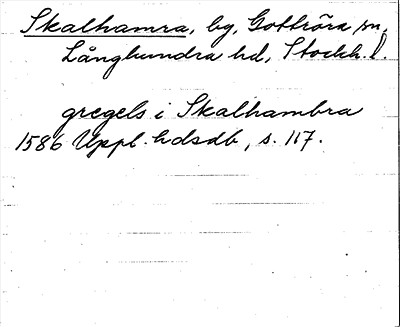 Skalhamra, by, Gottröra sn,
Långhundra hd, Stockh. l.
gregels i Skalhambra
1586 Uppl. hdsdb, s. 117.